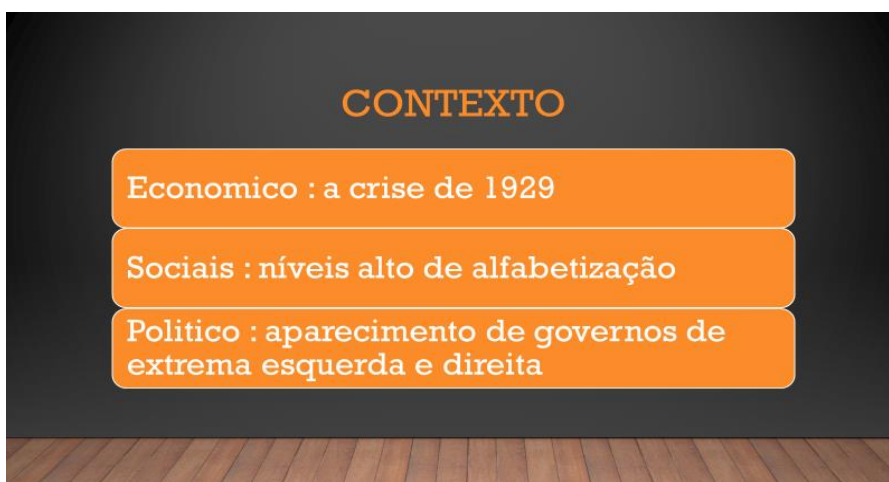 CONTEXTO
Economico : a crise de 1929
Sociais : níveis alto de alfabetização
Politico : aparecimento de governos de
extrema esquerda e direita